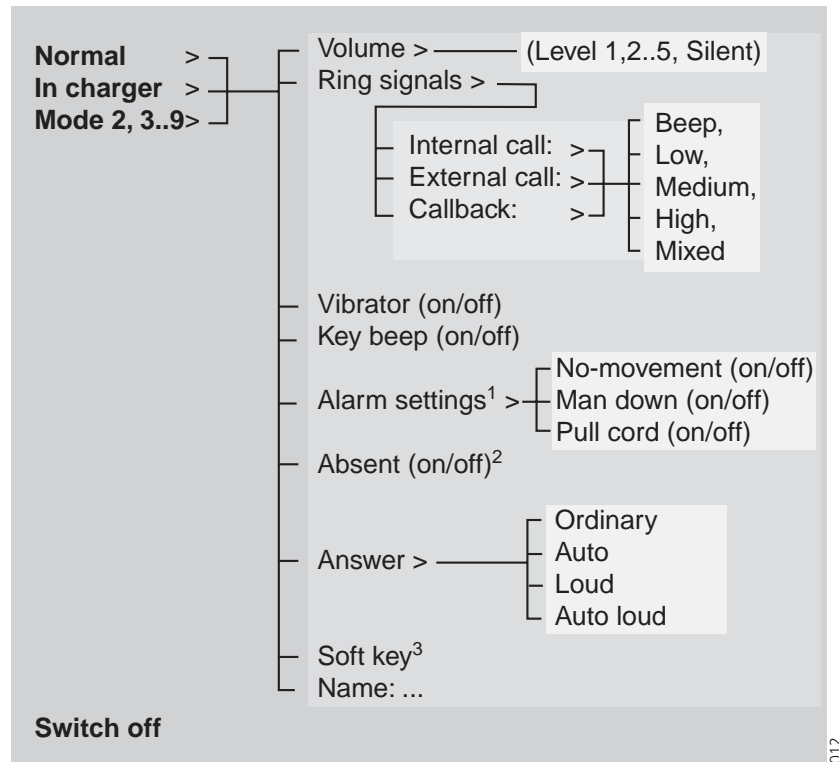 Normal >
In charger >
Mode 2, 3..9>
Volume > (Level 1,2..5, Silent)
Ring signals >
Internal call: >
External call: >
Callback: >
Beep,
Low,
Medium,
High,
Mixed
Vibrator (on/off)
Key beep (on/off)
Alarm settings1 >
No-movement (on/off)
Man down (on/off)
Pull cord (on/off)
Absent (on/off)2
Answer >
Ordinary
Auto
Loud
Auto loud
Soft key3
Name: ...
Switch off
012